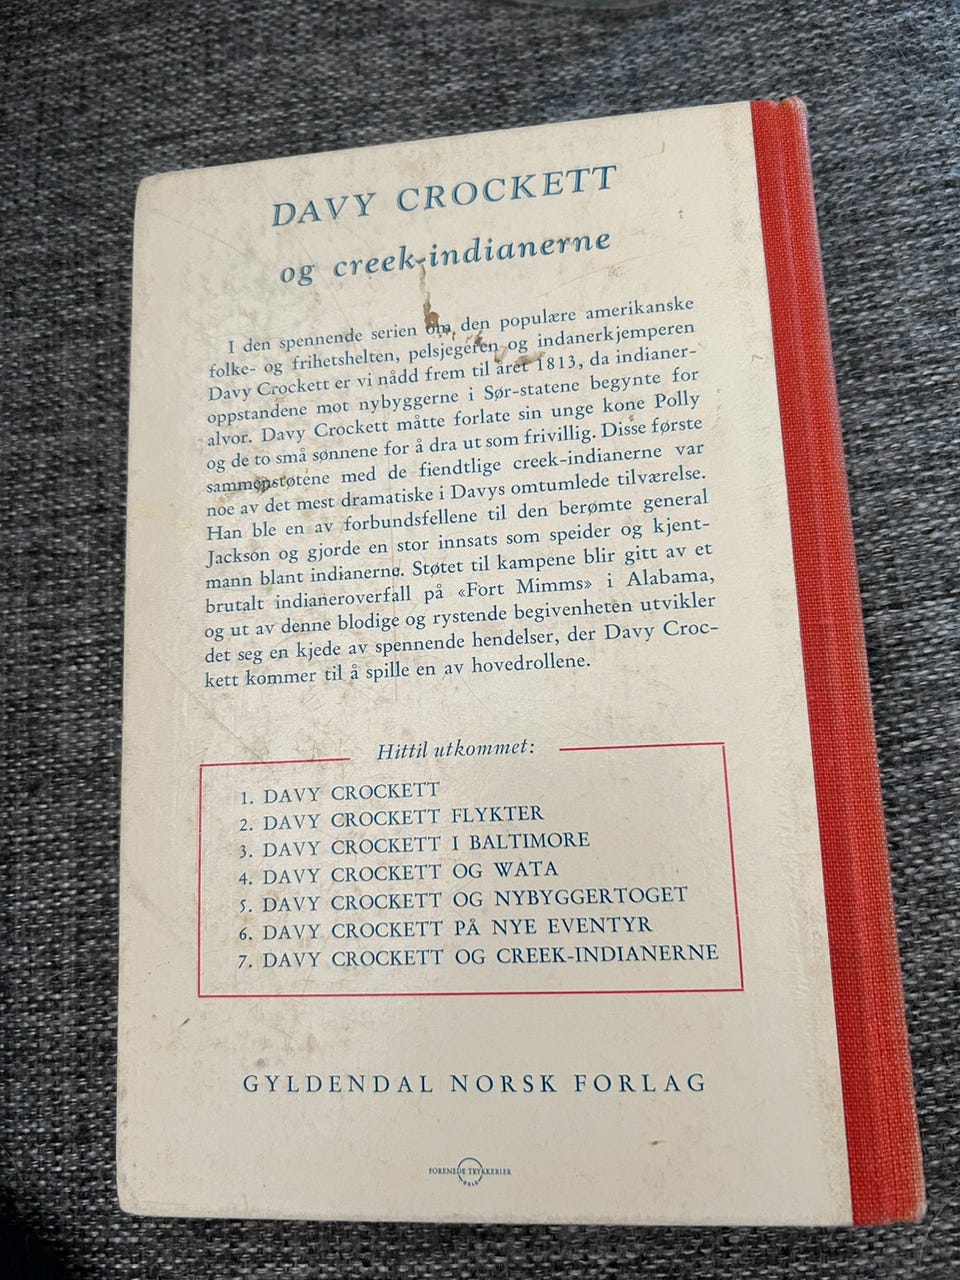 DAVY CROCKETT
og creek-indianerne
I den spennende serien om den populære amerikanske
folke- og frihetshelten, pelsjegeren og indanerkjemperen
Davy Crockett er vi nådd frem til året 1813, da indianer-
oppstandene mot nybyggerne i Sør-statene begynte for
alvor. Davy Crockett måtte forlate sin unge kone Polly
og de to små sønnene for å dra ut som frivillig. Disse første
sammenstøtene med de fiendtlige creek-indianerne var
noe av det mest dramatiske i Davys omtumlede tilværelse.
Han ble en av forbundsfellene til den berømte general
Jackson og gjorde en stor innsats som speider og kjent-
mann blant indianerne. Støtet til kampene blir gitt av et
brutalt indianeroverfall på «Fort Mimms» i Alabama,
og ut av denne blodige og rystende begivenheten utvikler
det seg en kjede av spennende hendelser, der Davy Croc-
kett kommer til å spille en av hovedrollene.
Hittil utkommet:
1. DAVY CROCKETT
2. DAVY CROCKETT FLYKTER
3. DAVY CROCKETT I BALTIMORE
4. DAVY CROCKETT OG WATA
5. DAVY CROCKETT OG NYBYGGERTOGET
6. DAVY CROCKETT PÅ NYE EVENTYR
7. DAVY CROCKETT OG CREEK-INDIANERNE
GYLDENDAL NORSK FORLAG
FORENEDE TRYKKERIER
OSLO